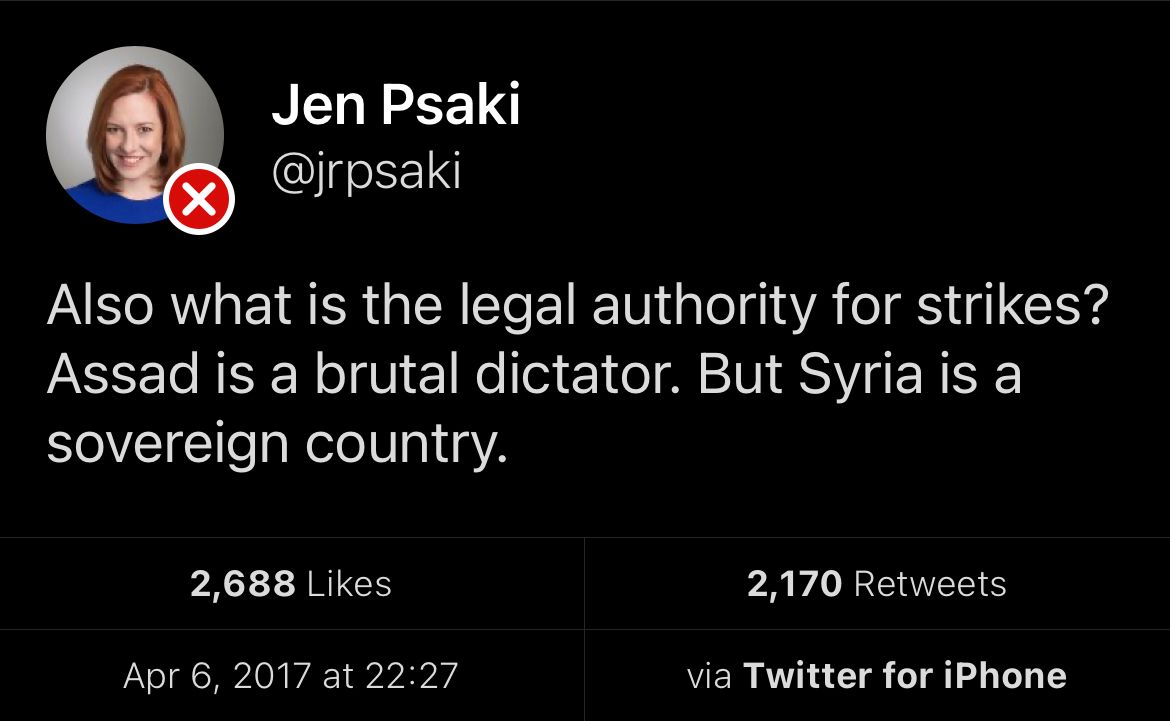 Jen Psaki
@jrpsaki
Also what is the legal authority for strikes?
Assad is a brutal dictator. But Syria is a
sovereign country.
2,688 Likes
2,170 Retweets
Apr 6, 2017 at 22:27
via Twitter for iPhone